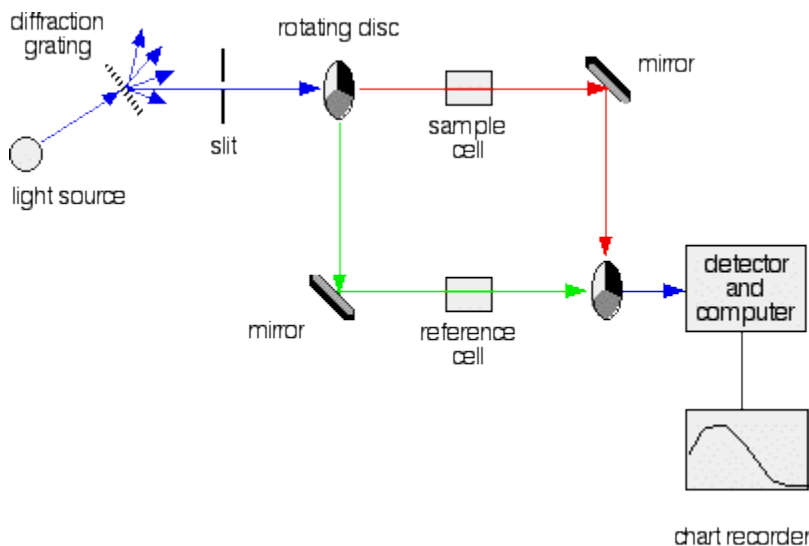 diffraction
grating
rotating disc
mirror
slit
sample
cell
light source
detector
and
computer
mirror
reference
cell
chart recorder